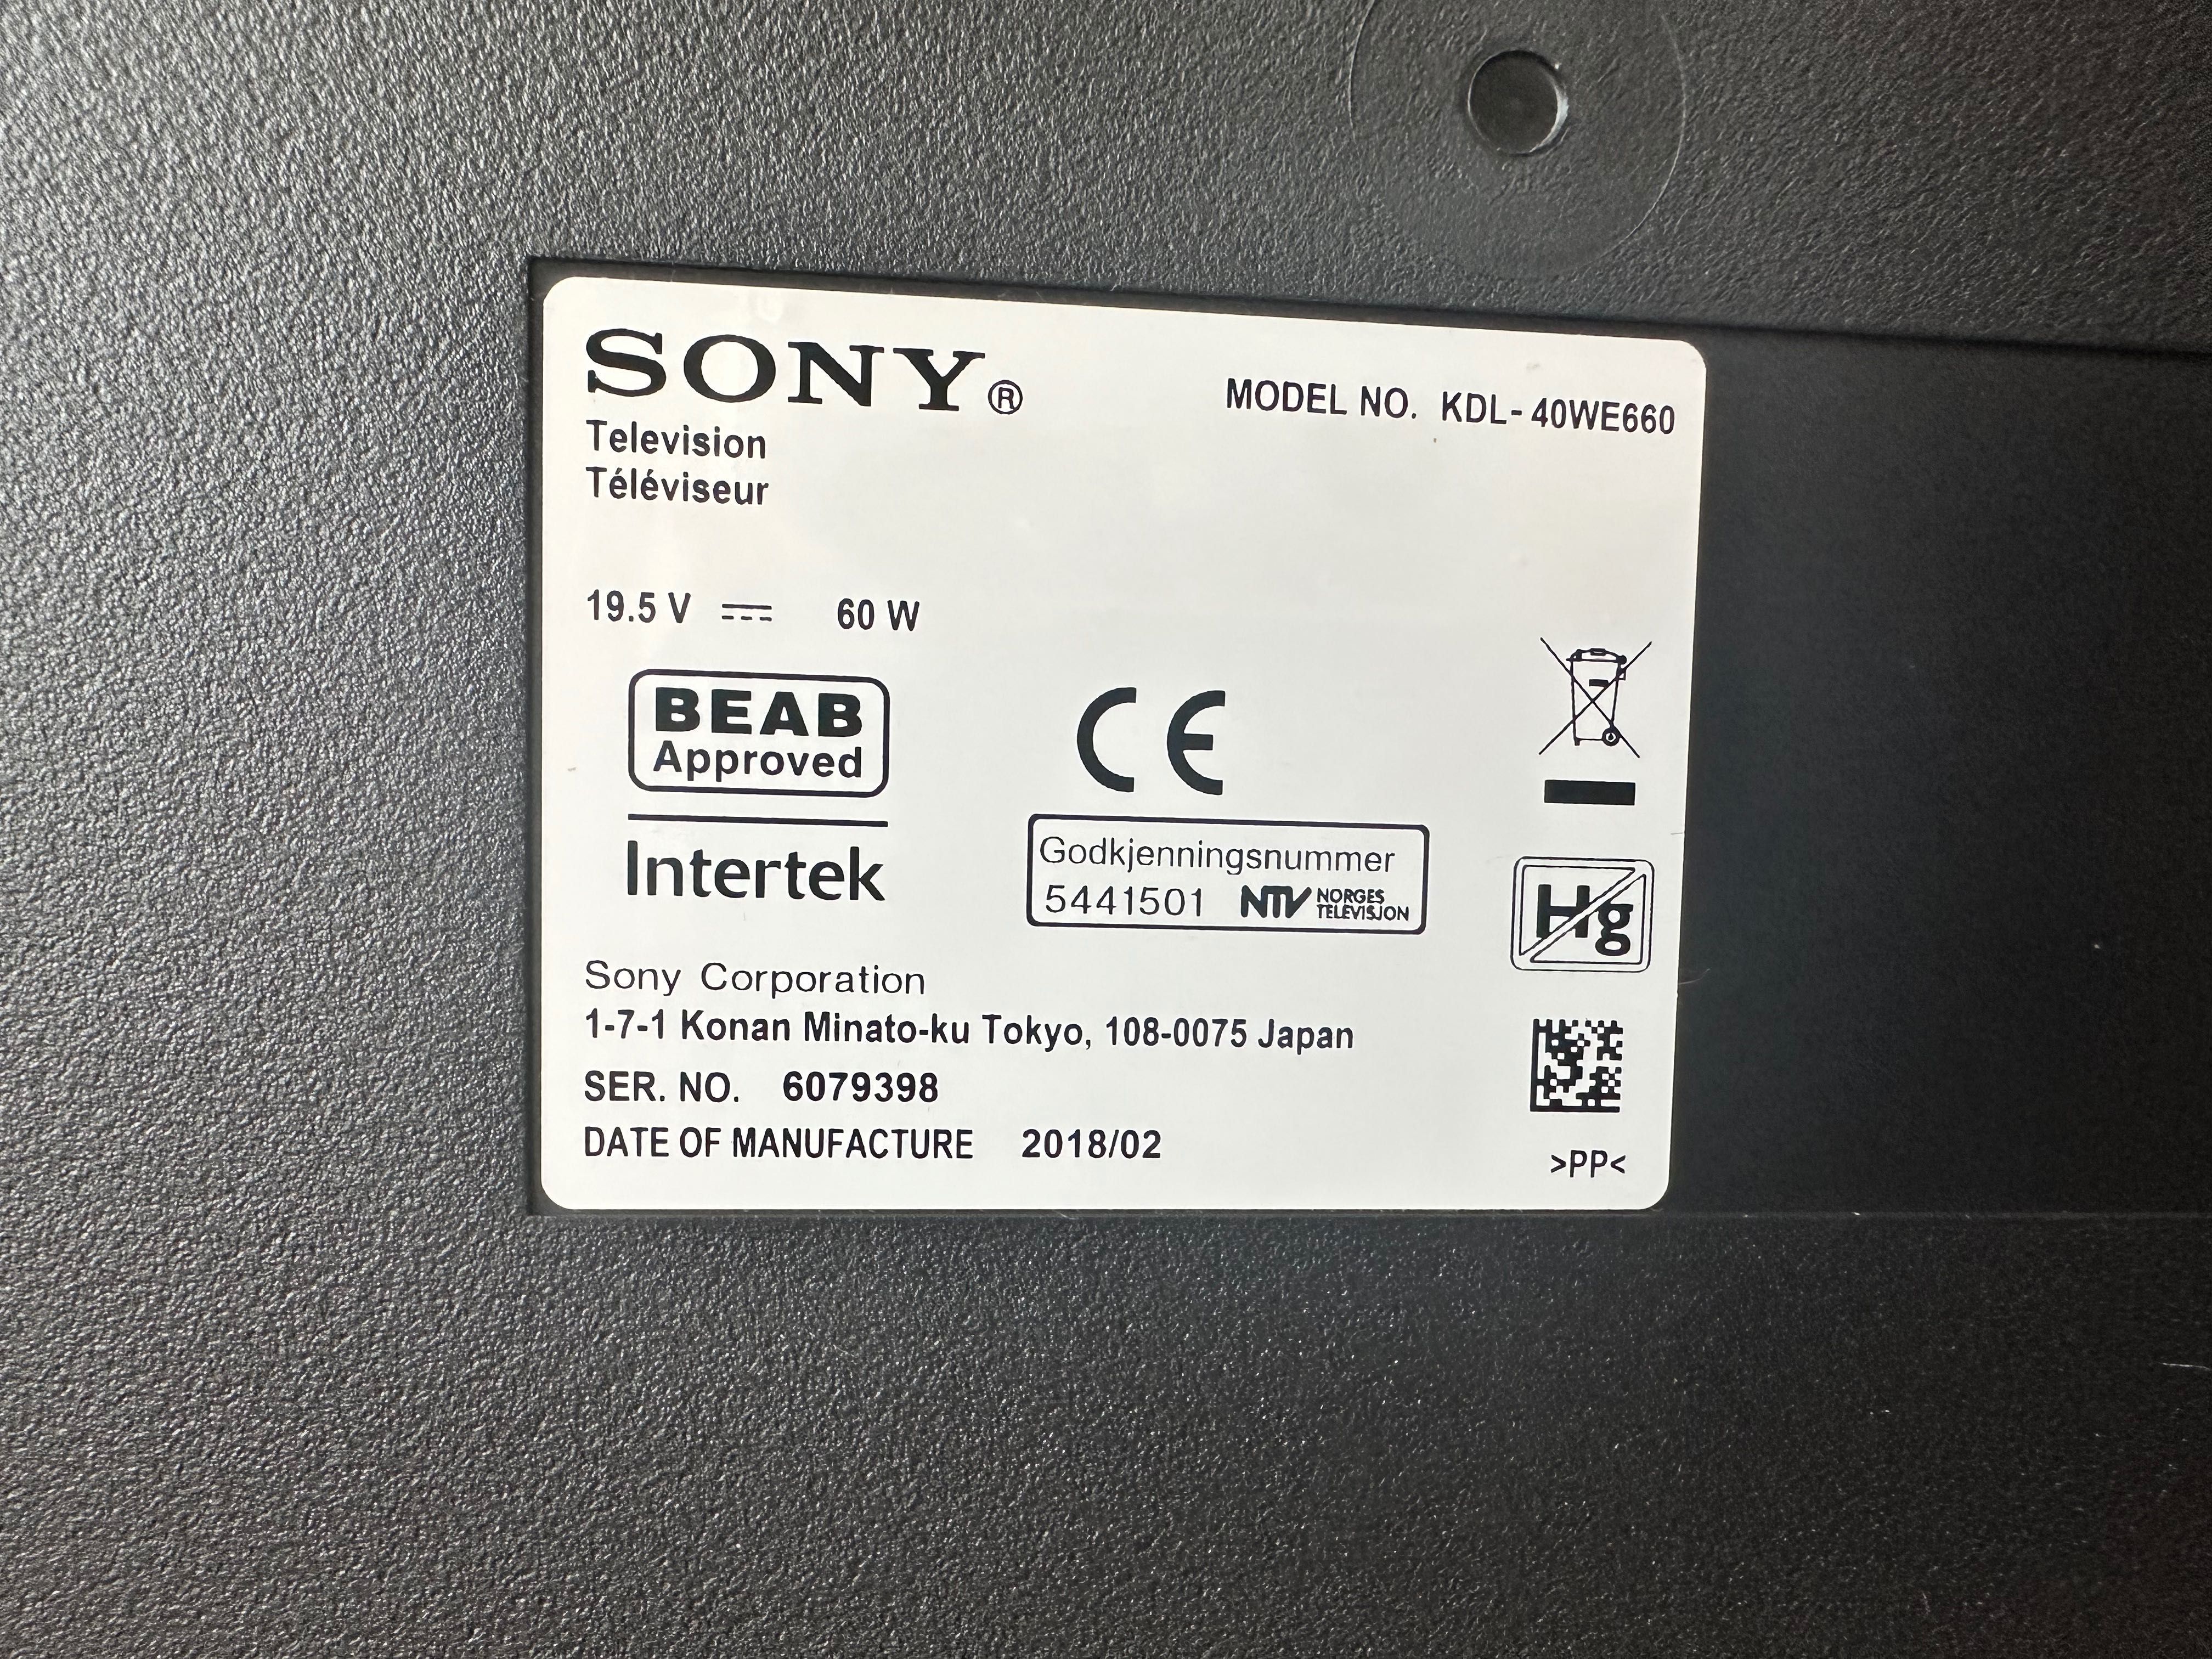 SONY®
MODEL NO. KDL-40WE660
Television
Téléviseur
19.5 V ⎓ 60 W
BEAB
Approved
Intertek
CE
Godkjenningsnummer
5441501 NTV NORGES
TELEVISJON
Hg
Sony Corporation
1-7-1 Konan Minato-ku Tokyo, 108-0075 Japan
SER. NO. 6079398
DATE OF MANUFACTURE 2018/02
>PP<